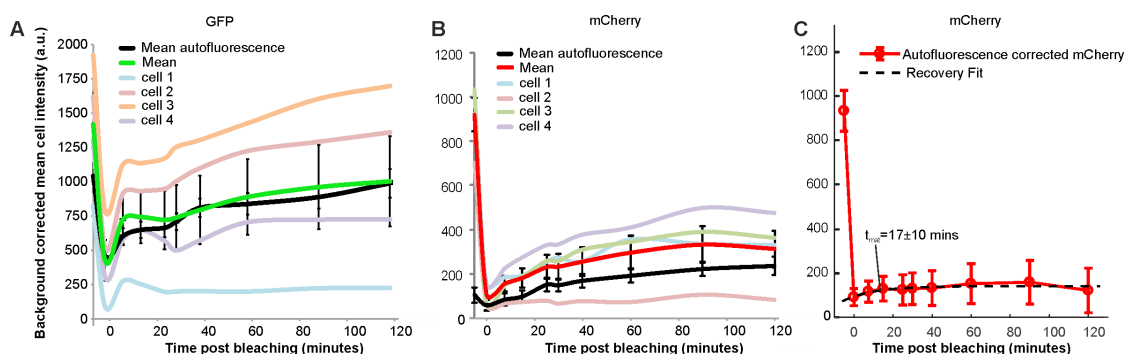 A
GFP
Background corrected mean cell intensity (a.u.)
2000
1750
1500
1250
1000
750
500
250
0
Mean autofluorescence
Mean
cell 1
cell 2
cell 3
cell 4
0 20 40 60 80 100 120
Time post bleaching (minutes)
B
mCherry
1200
1000
800
600
400
200
0
Mean autofluorescence
Mean
cell 1
cell 2
cell 3
cell 4
0 20 40 60 80 100 120
Time post bleaching (minutes)
C
mCherry
1200
1000
800
600
400
200
0
Autofluorescence corrected mCherry
Recovery Fit
tmat=17±10 mins
0 20 40 60 80 100 120
Time post bleaching (minutes)